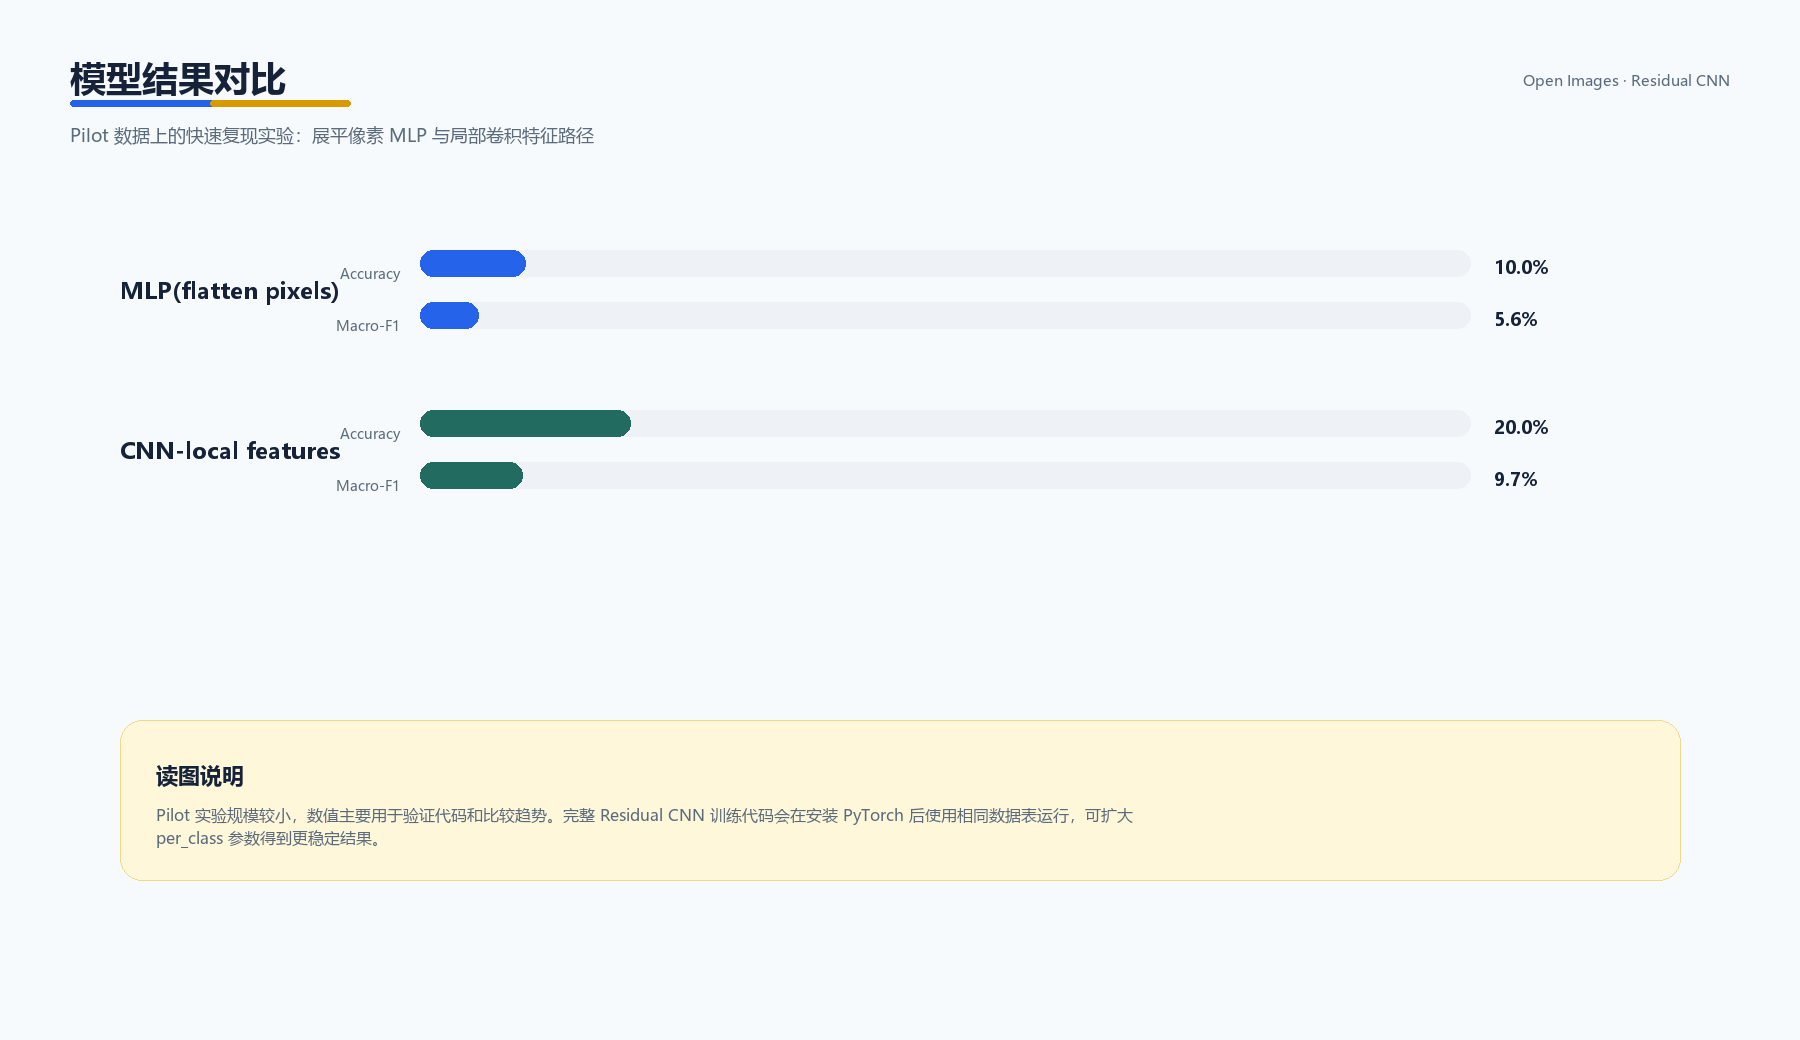 模型结果对比
Open Images · Residual CNN
Pilot 数据上的快速复现实验：展平像素 MLP 与局部卷积特征路径
MLP(flatten pixels)
Accuracy
10.0%
Macro-F1
5.6%
CNN-local features
Accuracy
20.0%
Macro-F1
9.7%
读图说明
Pilot 实验规模较小，数值主要用于验证代码和比较趋势。完整 Residual CNN 训练代码会在安装 PyTorch 后使用相同数据表运行，可扩大
per_class 参数得到更稳定结果。